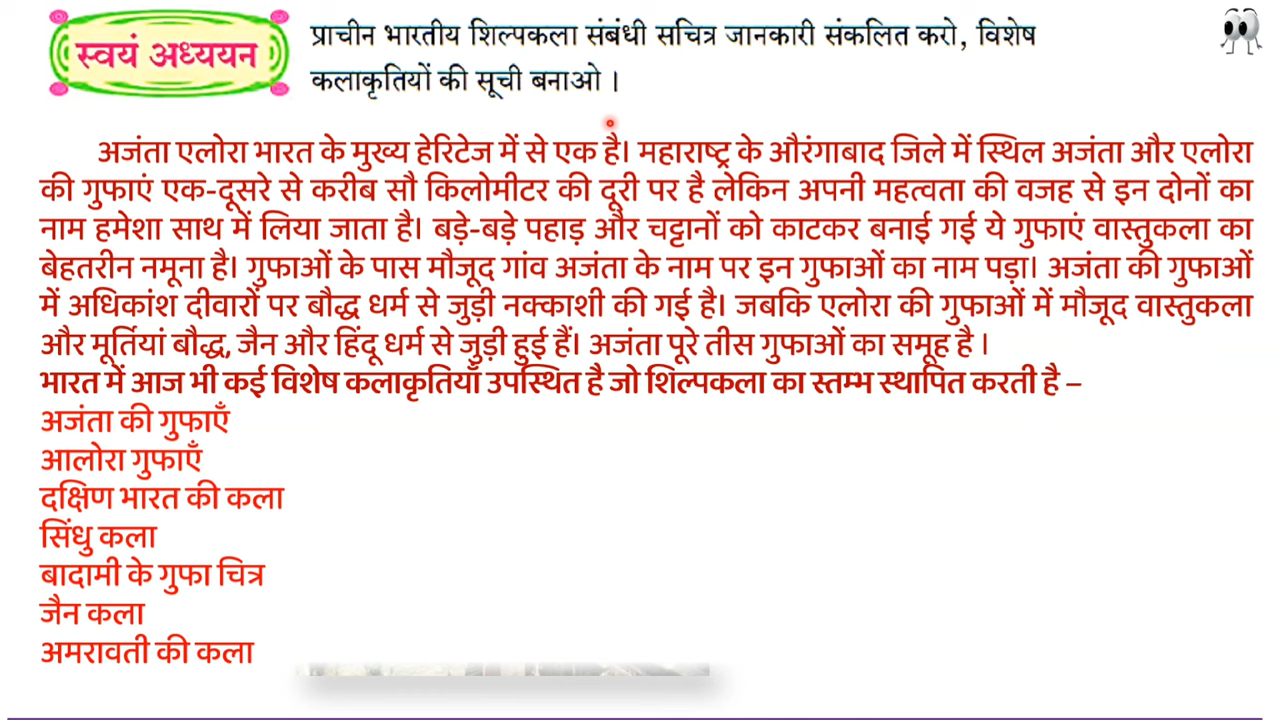 स्वयं अध्ययन
प्राचीन भारतीय शिल्पकला संबंधी सचित्र जानकारी संकलित करो, विशेष
कलाकृतियों की सूची बनाओ ।
अजंता एलोरा भारत के मुख्य हेरिटेज में से एक है। महाराष्ट्र के औरंगाबाद जिले में स्थिल अजंता और एलोरा
की गुफाएं एक-दूसरे से करीब सौ किलोमीटर की दूरी पर है लेकिन अपनी महत्वता की वजह से इन दोनों का
नाम हमेशा साथ में लिया जाता है। बड़े-बड़े पहाड़ और चट्टानों को काटकर बनाई गई ये गुफाएं वास्तुकला का
बेहतरीन नमूना है। गुफाओं के पास मौजूद गांव अजंता के नाम पर इन गुफाओं का नाम पड़ा। अजंता की गुफाओं
में अधिकांश दीवारों पर बौद्ध धर्म से जुड़ी नक्काशी की गई है। जबकि एलोरा की गुफाओं में मौजूद वास्तुकला
और मूर्तियां बौद्ध, जैन और हिंदू धर्म से जुड़ी हुई हैं। अजंता पूरे तीस गुफाओं का समूह है ।
भारत में आज भी कई विशेष कलाकृतियाँ उपस्थित है जो शिल्पकला का स्तम्भ स्थापित करती है –
अजंता की गुफाएँ
आलोरा गुफाएँ
दक्षिण भारत की कला
सिंधु कला
बादामी के गुफा चित्र
जैन कला
अमरावती की कला